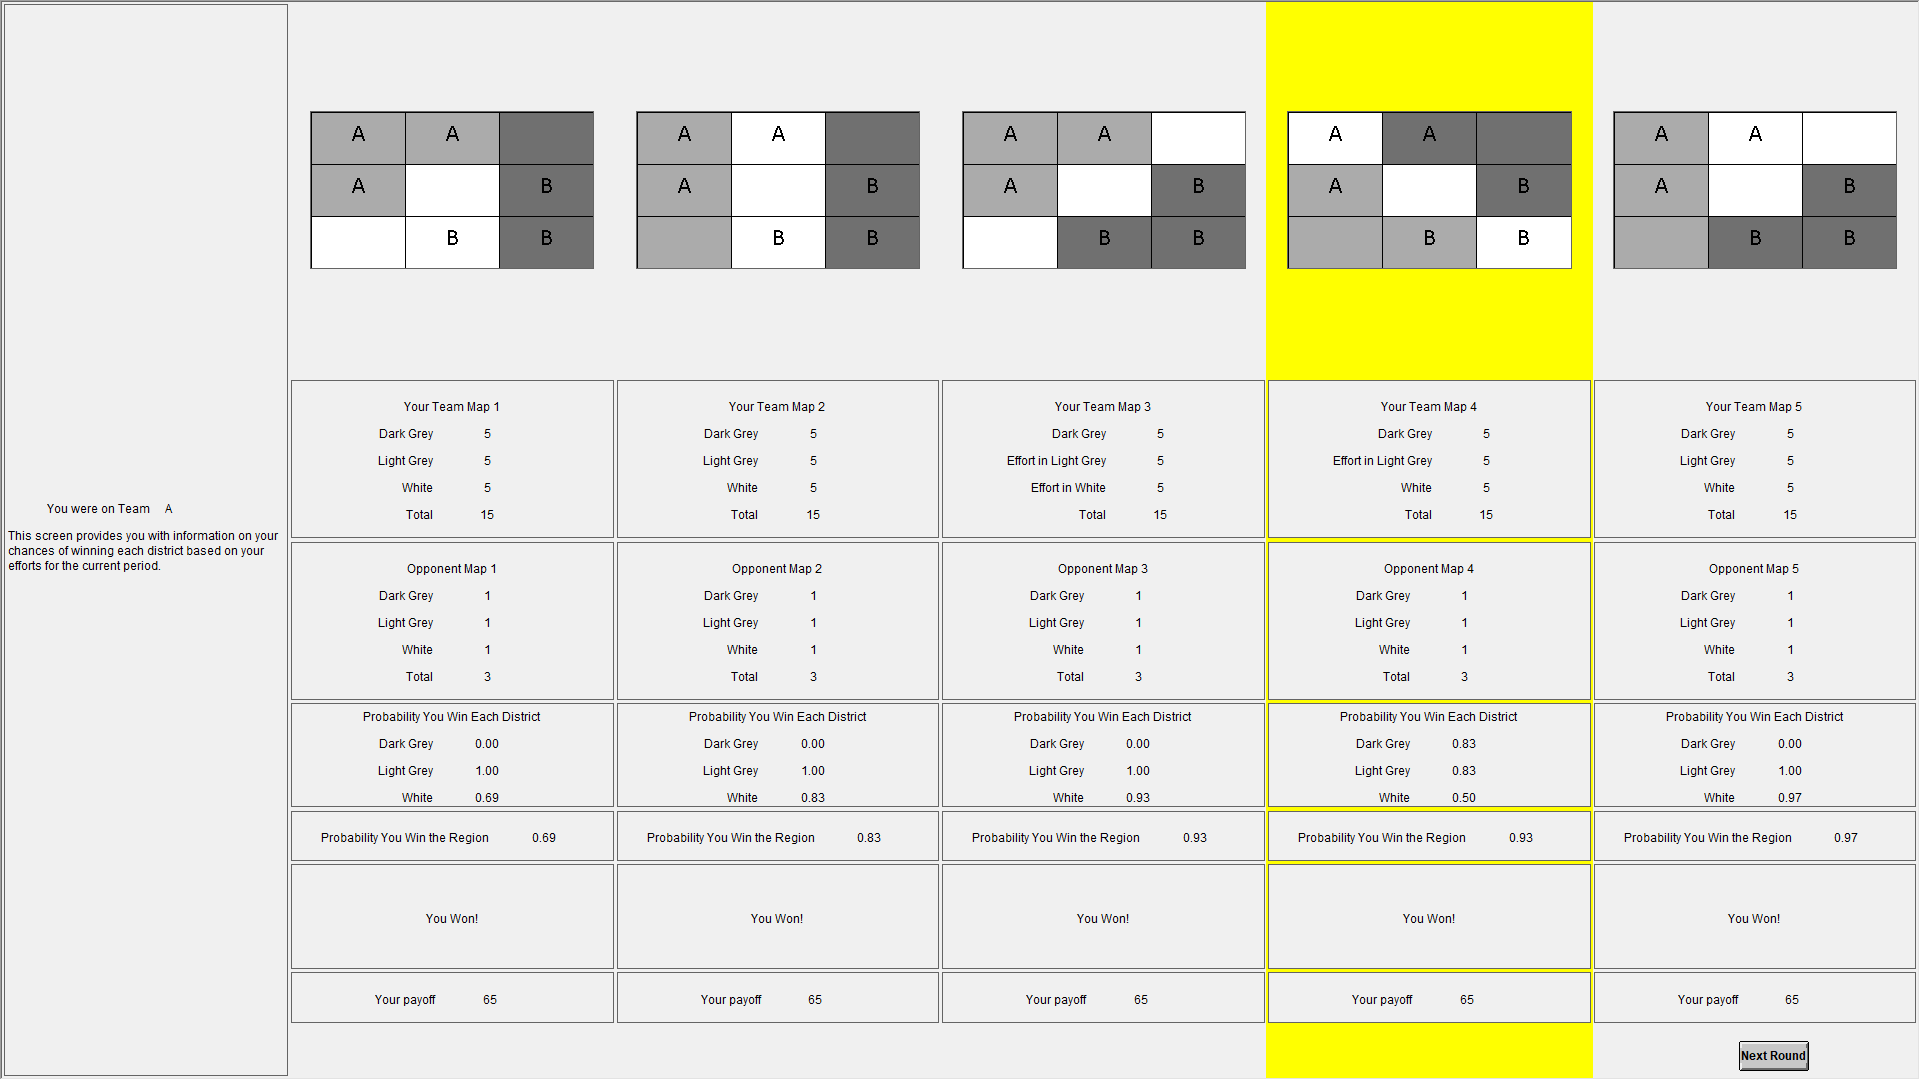 You were on Team A
This screen provides you with information on your
chances of winning each district based on your
efforts for the current period.
A A
A B
B B
A A
A B
B B
A A
A B
B B
A A
A B
B B
A A
A B
B B
Your Team Map 1
Dark Grey 5
Light Grey 5
White 5
Total 15
Your Team Map 2
Dark Grey 5
Light Grey 5
White 5
Total 15
Your Team Map 3
Dark Grey 5
Effort in Light Grey 5
Effort in White 5
Total 15
Your Team Map 4
Dark Grey 5
Effort in Light Grey 5
White 5
Total 15
Your Team Map 5
Dark Grey 5
Light Grey 5
White 5
Total 15
Opponent Map 1
Dark Grey 1
Light Grey 1
White 1
Total 3
Opponent Map 2
Dark Grey 1
Light Grey 1
White 1
Total 3
Opponent Map 3
Dark Grey 1
Light Grey 1
White 1
Total 3
Opponent Map 4
Dark Grey 1
Light Grey 1
White 1
Total 3
Opponent Map 5
Dark Grey 1
Light Grey 1
White 1
Total 3
Probability You Win Each District
Dark Grey 0.00
Light Grey 1.00
White 0.69
Probability You Win Each District
Dark Grey 0.00
Light Grey 1.00
White 0.83
Probability You Win Each District
Dark Grey 0.00
Light Grey 1.00
White 0.93
Probability You Win Each District
Dark Grey 0.83
Light Grey 0.83
White 0.50
Probability You Win Each District
Dark Grey 0.00
Light Grey 1.00
White 0.97
Probability You Win the Region 0.69
Probability You Win the Region 0.83
Probability You Win the Region 0.93
Probability You Win the Region 0.93
Probability You Win the Region 0.97
You Won!
You Won!
You Won!
You Won!
You Won!
Your payoff 65
Your payoff 65
Your payoff 65
Your payoff 65
Your payoff 65
Next Round